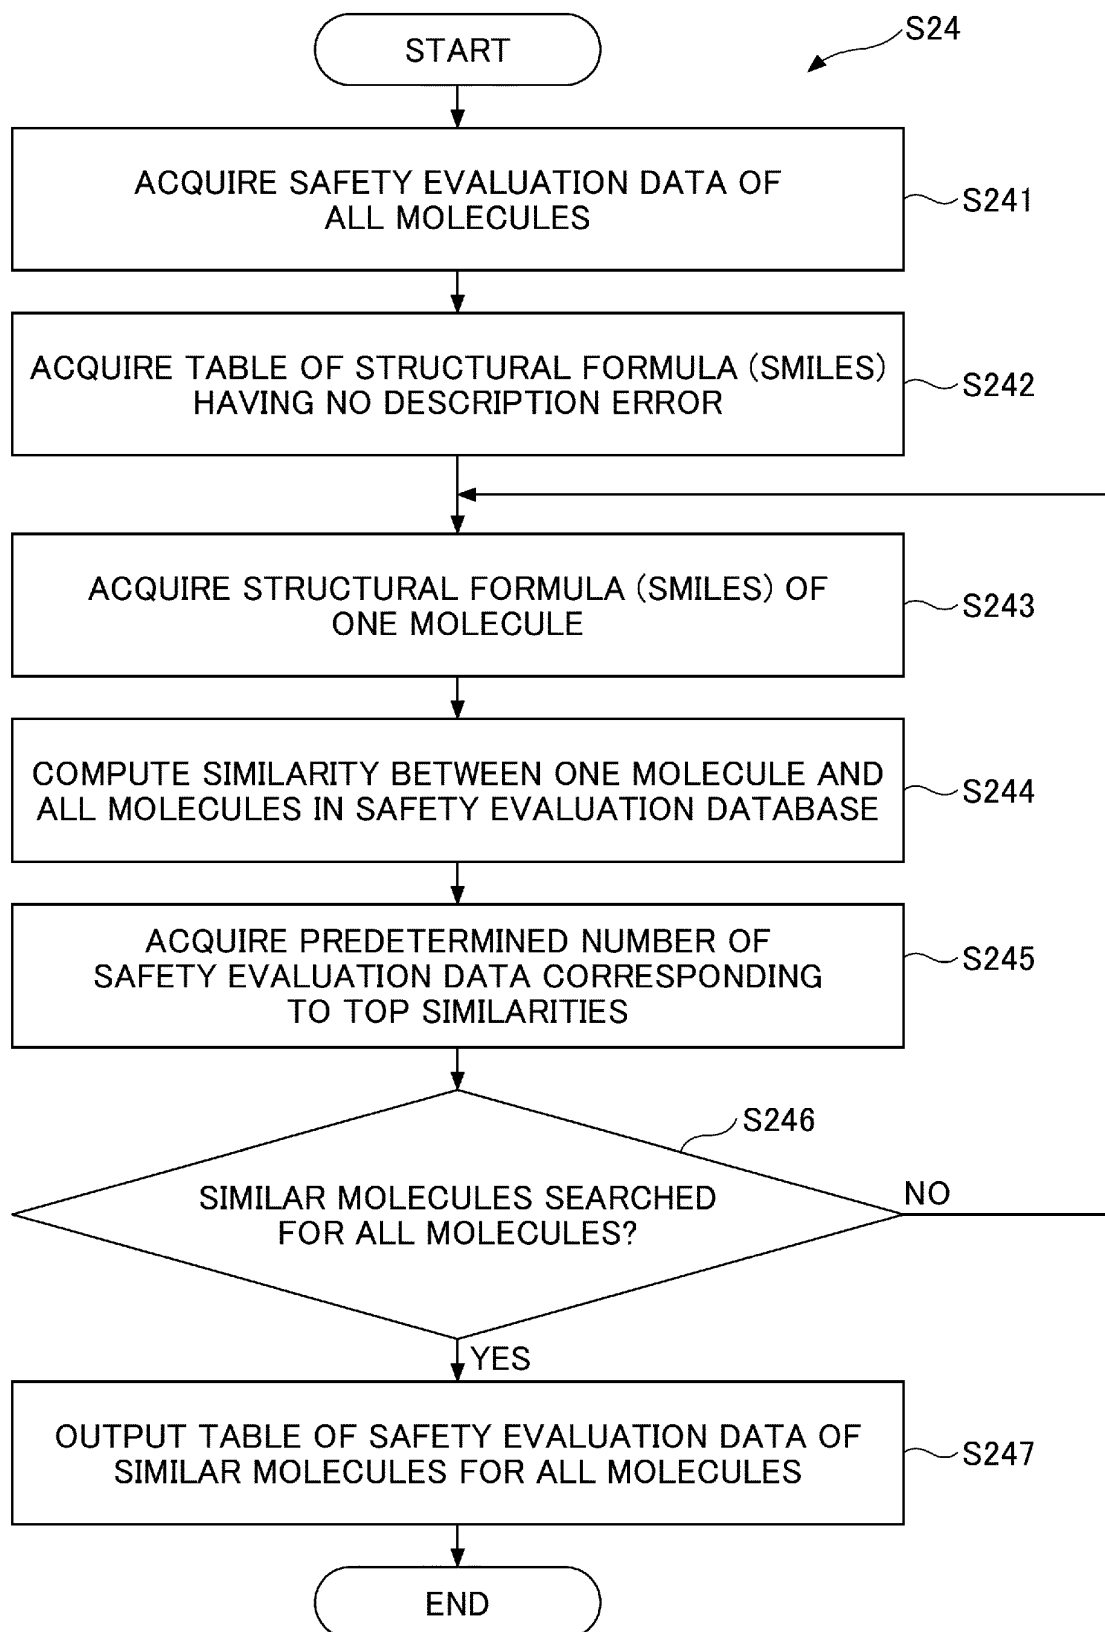 START
S24
ACQUIRE SAFETY EVALUATION DATA OF
ALL MOLECULES
S241
ACQUIRE TABLE OF STRUCTURAL FORMULA (SMILES)
HAVING NO DESCRIPTION ERROR
S242
ACQUIRE STRUCTURAL FORMULA (SMILES) OF
ONE MOLECULE
S243
COMPUTE SIMILARITY BETWEEN ONE MOLECULE AND
ALL MOLECULES IN SAFETY EVALUATION DATABASE
S244
ACQUIRE PREDETERMINED NUMBER OF
SAFETY EVALUATION DATA CORRESPONDING
TO TOP SIMILARITIES
S245
S246
SIMILAR MOLECULES SEARCHED
FOR ALL MOLECULES?
NO
YES
OUTPUT TABLE OF SAFETY EVALUATION DATA OF
SIMILAR MOLECULES FOR ALL MOLECULES
S247
END